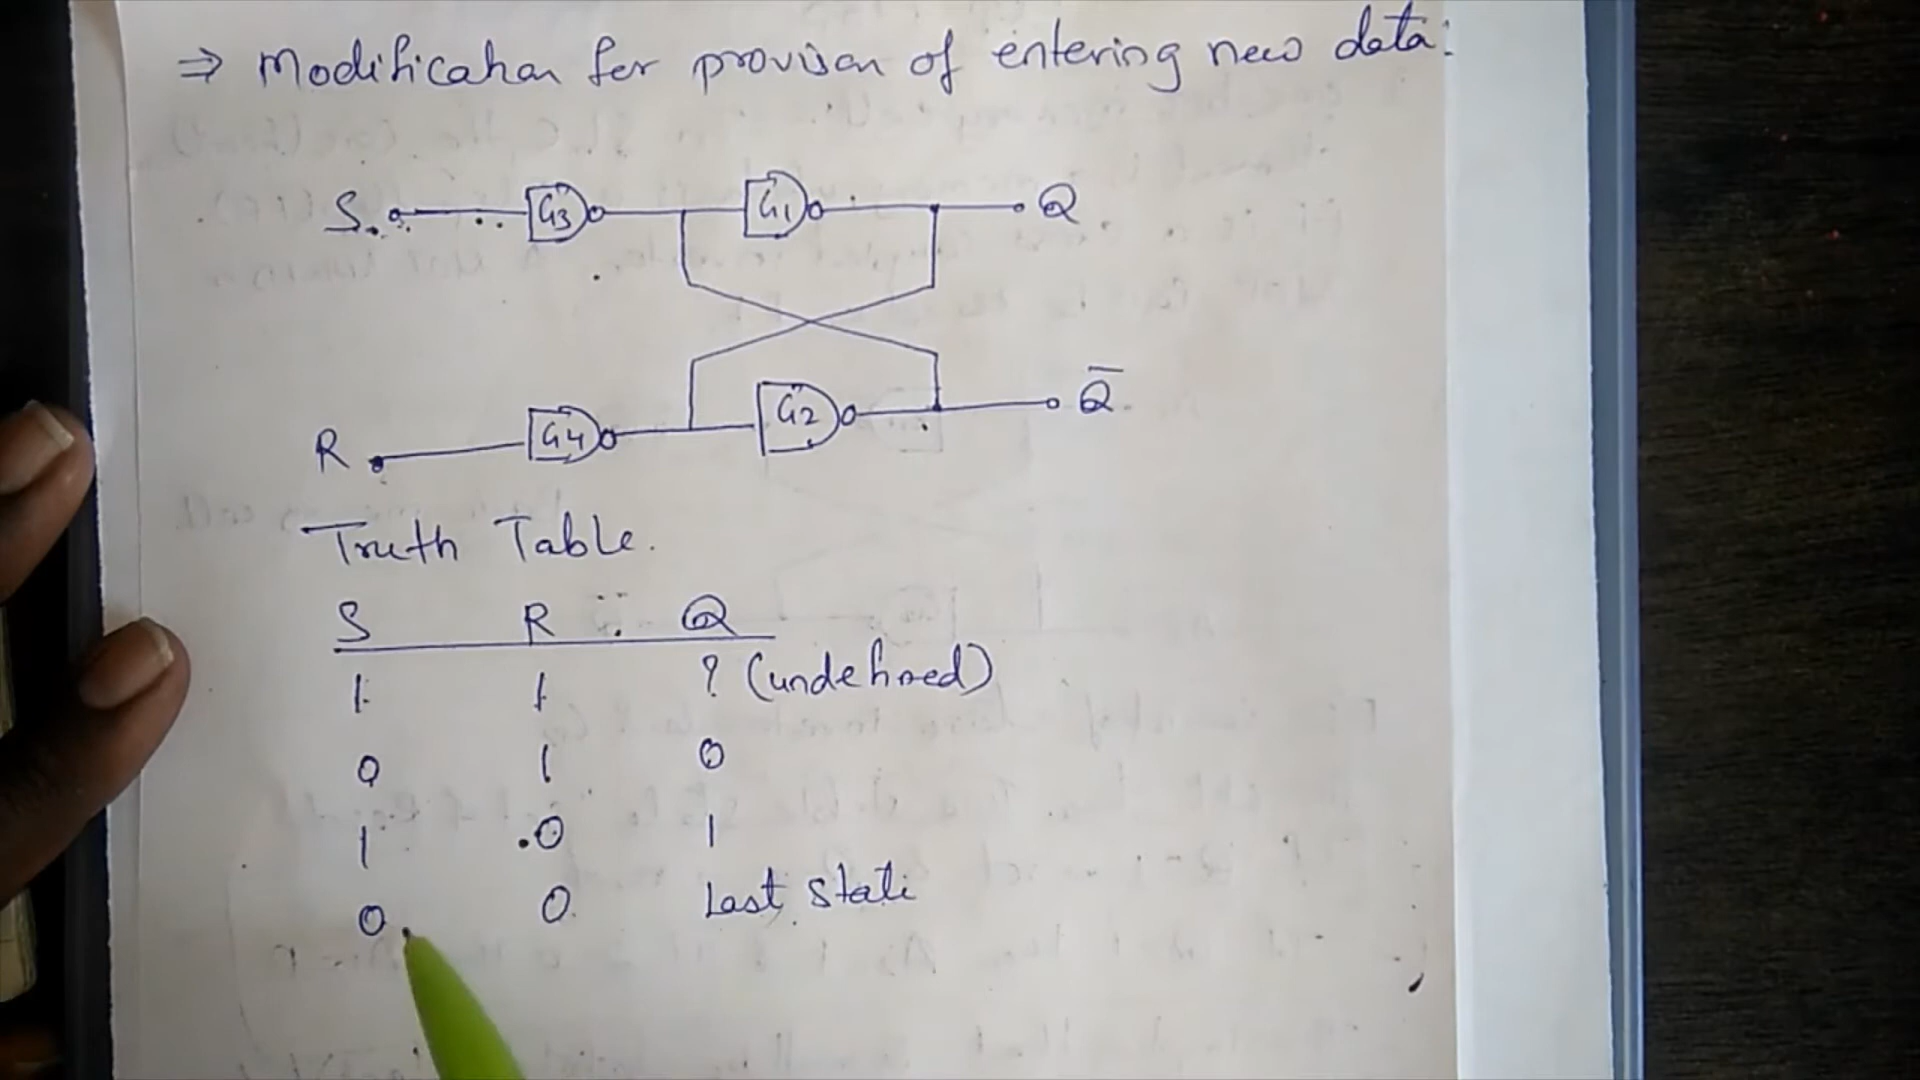 ⇒ Modification for provision of entering new data:
S G3 G1 Q
R G4 G2 Q̅
Truth Table.
S R Q
1 1 ? (undefined)
0 1 0
1 0 1
0 0 Last State